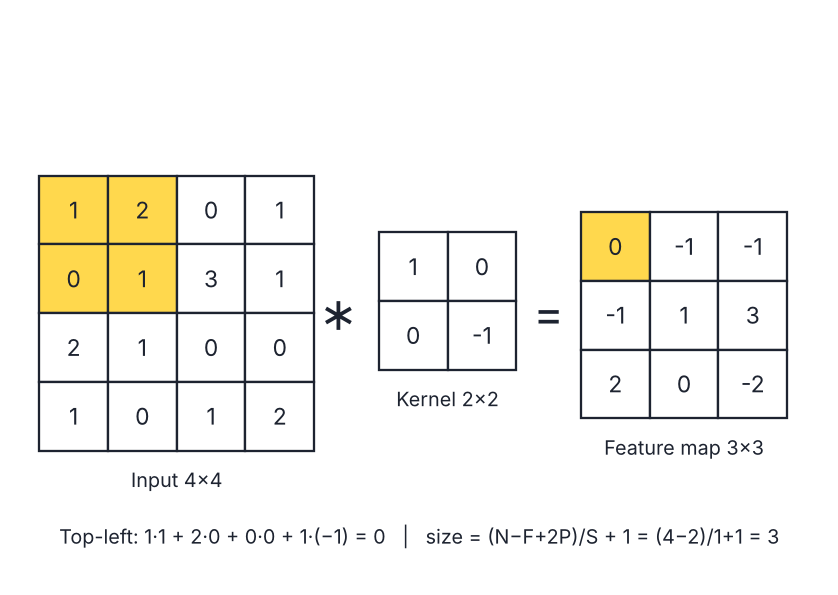 1 2 0 1
0 1 3 1
2 1 0 0
1 0 1 2
Input 4×4
*
1 0
0 -1
Kernel 2×2
=
0 -1 -1
-1 1 3
2 0 -2
Feature map 3×3
Top-left: 1·1 + 2·0 + 0·0 + 1·(−1) = 0 | size = (N−F+2P)/S + 1 = (4−2)/1+1 = 3